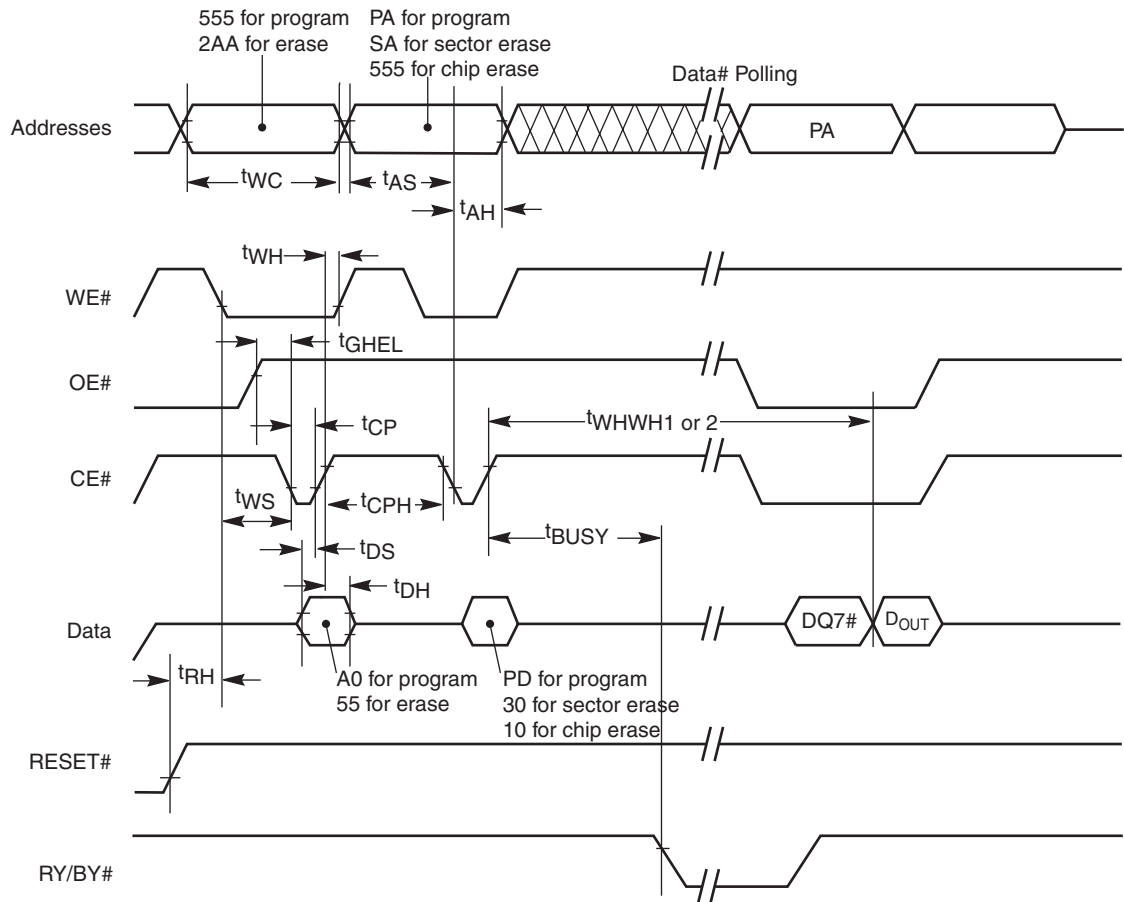 555 for program
2AA for erase
PA for program
SA for sector erase
555 for chip erase
Data# Polling
Addresses
PA
tWC
tAS
tAH
tWH
WE#
tGHEL
OE#
tCP
tWHWH1 or 2
CE#
tWS
tCPH
tBUSY
tDS
tDH
Data
DQ7#
DOUT
tRH
A0 for program
55 for erase
PD for program
30 for sector erase
10 for chip erase
RESET#
RY/BY#